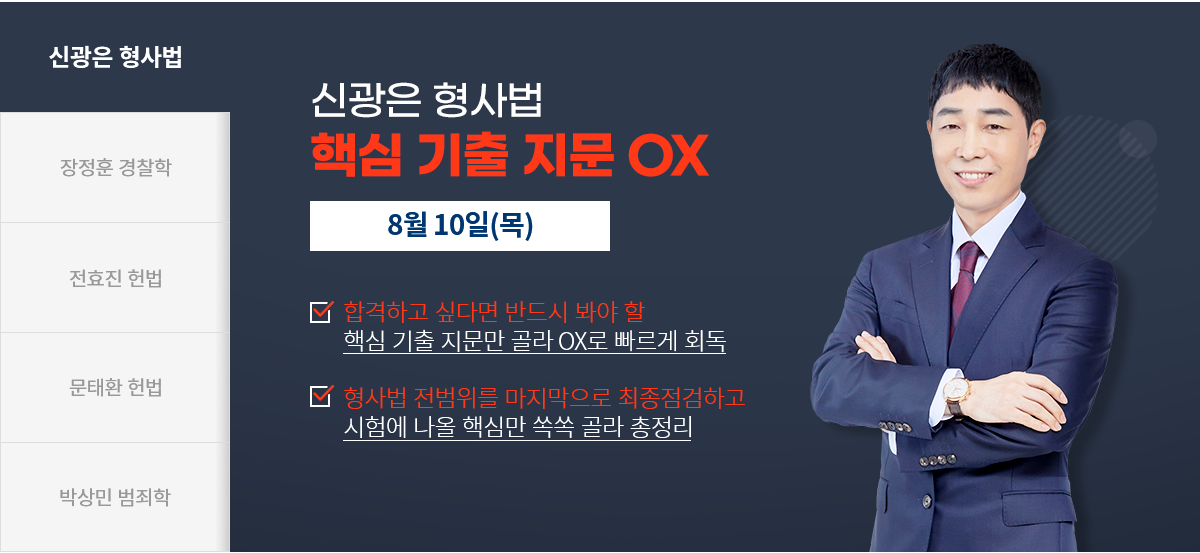 신광은 형사법
장정훈 경찰학
전효진 헌법
문태환 헌법
박상민 범죄학
신광은 형사법
핵심 기출 지문 OX
8월 10일(목)
합격하고 싶다면 반드시 봐야 할
핵심 기출 지문만 골라 OX로 빠르게 회독
형사법 전범위를 마지막으로 최종점검하고
시험에 나올 핵심만 쏙쏙 골라 총정리